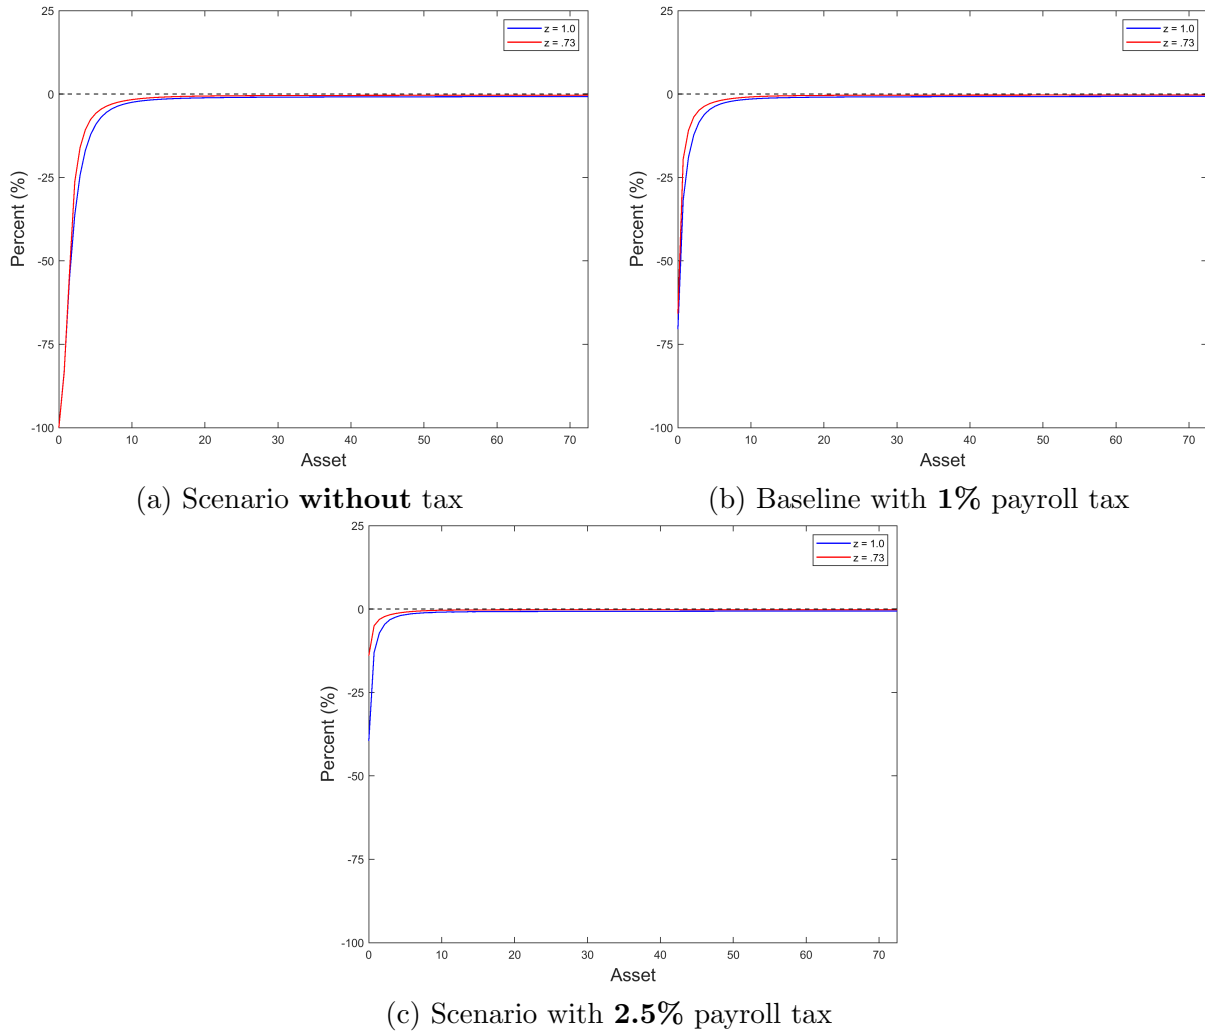 25
0
-25
-50
-75
-100
Percent (%)
0 10 20 30 40 50 60 70
Asset
z = 1.0
z = .73
(a) Scenario without tax
25
0
-25
-50
-75
-100
Percent (%)
0 10 20 30 40 50 60 70
Asset
z = 1.0
z = .73
(b) Baseline with 1% payroll tax
25
0
-25
-50
-75
-100
Percent (%)
0 10 20 30 40 50 60 70
Asset
z = 1.0
z = .73
(c) Scenario with 2.5% payroll tax